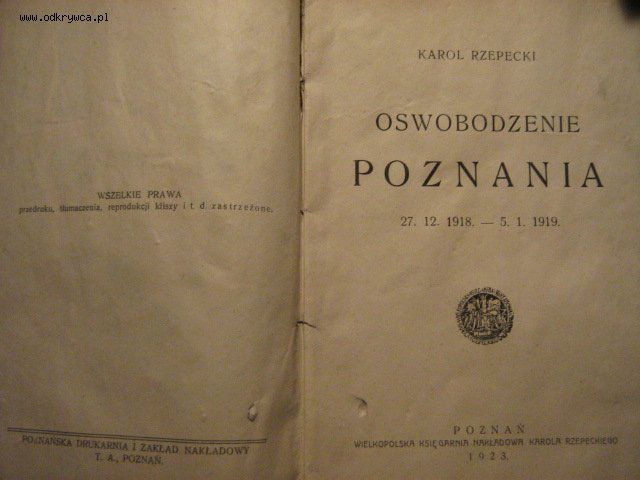 www.odkrywca.pl
WSZELKIE PRAWA
przedruku, tłumaczenia, reprodukcji kliszy i t. d. zastrzeżone.
POZNAŃSKA DRUKARNIA I ZAKŁAD NAKŁADOWY
T. A., POZNAŃ.
KAROL RZEPECKI
OSWOBODZENIE
POZNANIA
27. 12. 1918. — 5. 1. 1919.
POZNAŃ
WIELKOPOLSKA KSIĘGARNIA NAKŁADOWA KAROLA RZEPECKIEGO
1923.